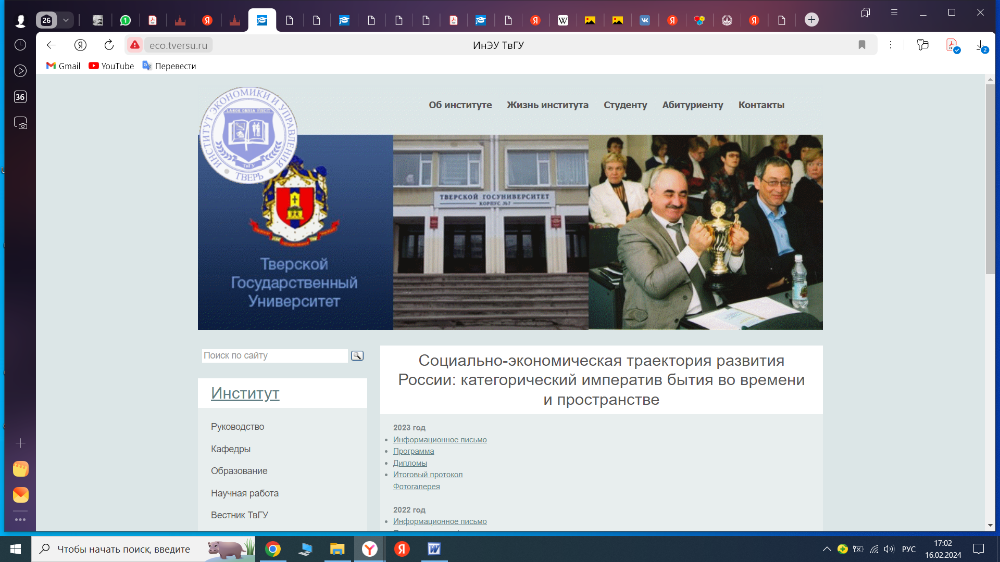 26
1
eco.tversu.ru
ИнЭУ ТвГУ
2
Gmail
YouTube
Перевести
36
ИНСТИТУТ ЭКОНОМИКИ И УПРАВЛЕНИЯ
LABOR OMNIA VINCIT
ТвГУ
ТВЕРЬ
Об институте
Жизнь института
Студенту
Абитуриенту
Контакты
Тверской
Государственный
Университет
ТВЕРСКОЙ ГОСУНИВЕРСИТЕТ
КОРПУС №7
Поиск по сайту
Институт
Руководство
Кафедры
Образование
Научная работа
Вестник ТвГУ
Социально-экономическая траектория развития
России: категорический императив бытия во времени
и пространстве
2023 год
Информационное письмо
Программа
Дипломы
Итоговый протокол
Фотогалерея
2022 год
Информационное письмо
Чтобы начать поиск, введите
РУС
17:02
16.02.2024